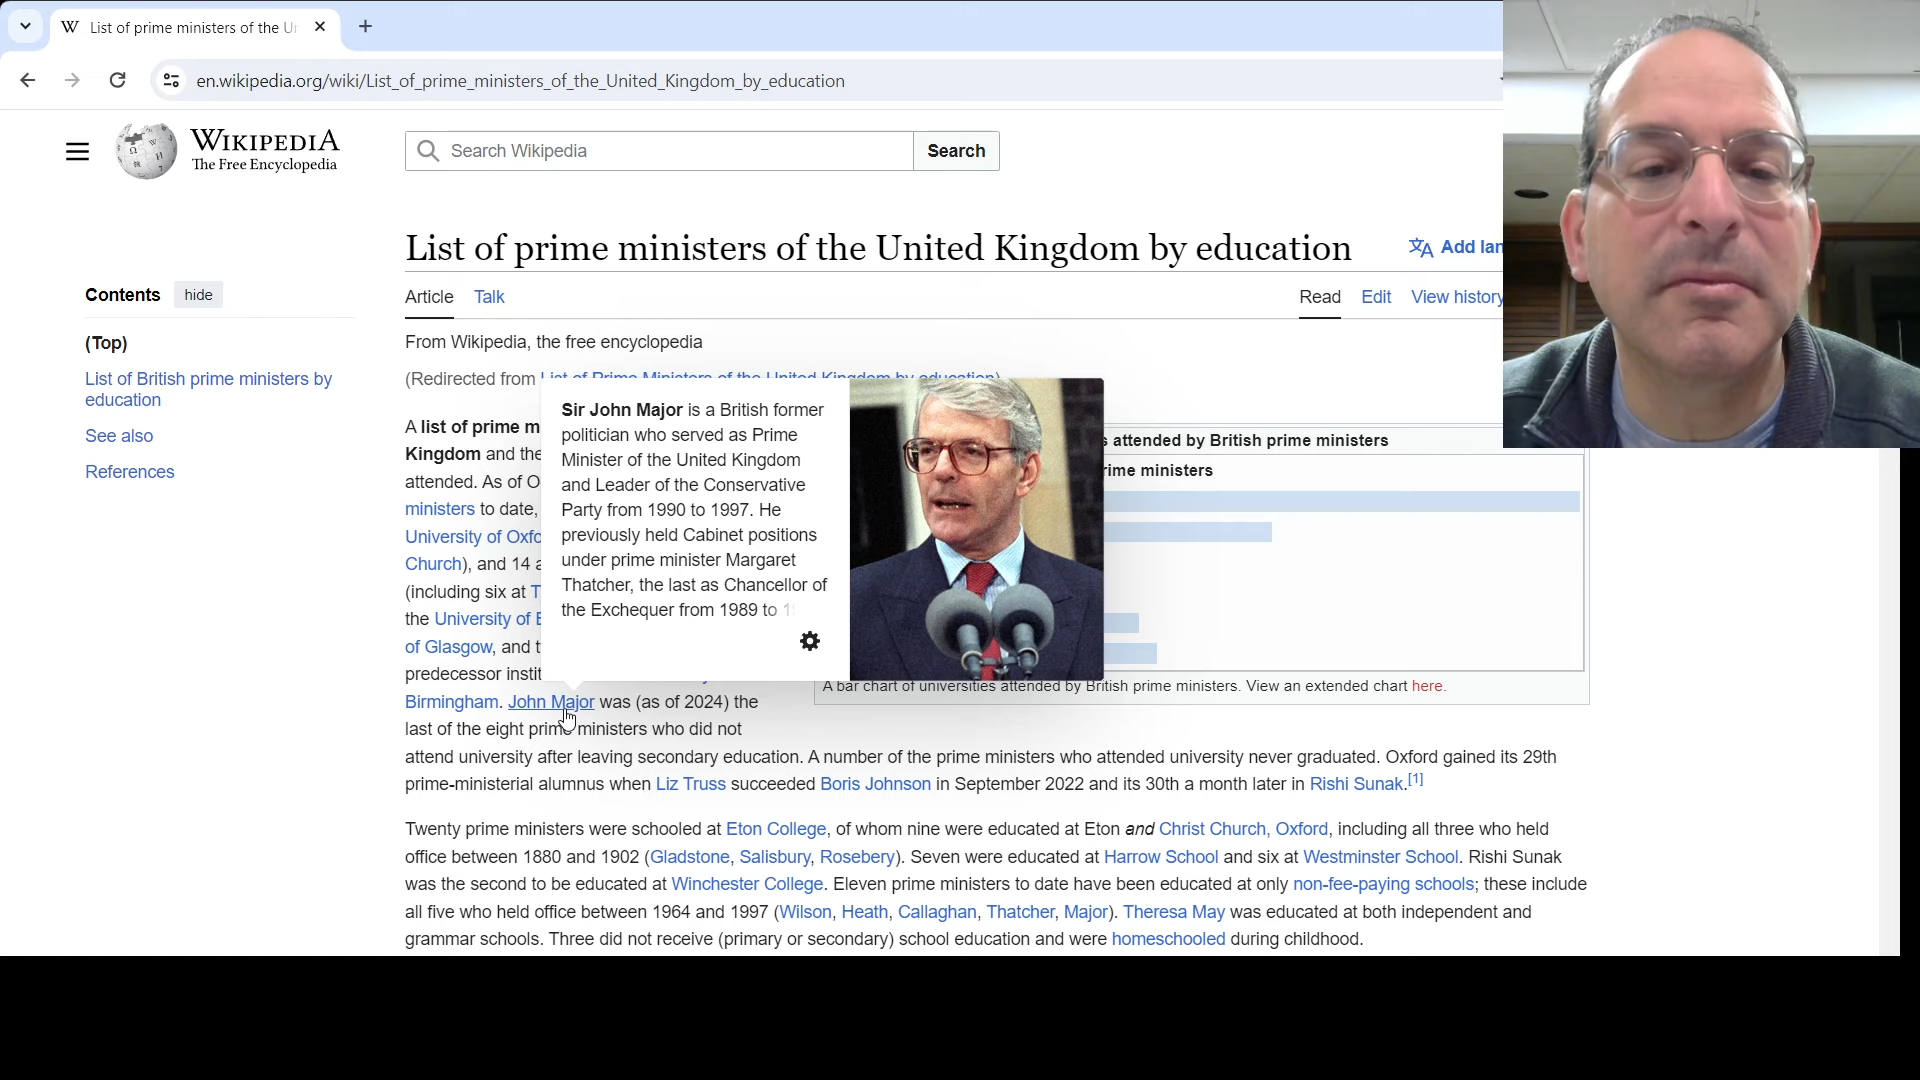 List of prime ministers of the
en.wikipedia.org/wiki/List_of_prime_ministers_of_the_United_Kingdom_by_education
WIKIPEDIA
The Free Encyclopedia
Search Wikipedia
Search
List of prime ministers of the United Kingdom by education
Add lan
Contents hide
Article Talk
Read Edit View history
(Top)
List of British prime ministers by
education
See also
References
From Wikipedia, the free encyclopedia
(Redirected from List of Prime Ministers of the United Kingdom by education)
A list of prime m
Kingdom and the
attended. As of O
ministers to date,
University of Oxfo
Church), and 14 a
(including six at T
the University of E
of Glasgow, and t
predecessor instit
Birmingham. John Major was (as of 2024) the
last of the eight prime ministers who did not
attend university after leaving secondary education. A number of the prime ministers who attended university never graduated. Oxford gained its 29th
prime-ministerial alumnus when Liz Truss succeeded Boris Johnson in September 2022 and its 30th a month later in Rishi Sunak.[1]
Sir John Major is a British former
politician who served as Prime
Minister of the United Kingdom
and Leader of the Conservative
Party from 1990 to 1997. He
previously held Cabinet positions
under prime minister Margaret
Thatcher, the last as Chancellor of
the Exchequer from 1989 to 1
s attended by British prime ministers
rime ministers
A bar chart of universities attended by British prime ministers. View an extended chart here.
Twenty prime ministers were schooled at Eton College, of whom nine were educated at Eton and Christ Church, Oxford, including all three who held
office between 1880 and 1902 (Gladstone, Salisbury, Rosebery). Seven were educated at Harrow School and six at Westminster School. Rishi Sunak
was the second to be educated at Winchester College. Eleven prime ministers to date have been educated at only non-fee-paying schools; these include
all five who held office between 1964 and 1997 (Wilson, Heath, Callaghan, Thatcher, Major). Theresa May was educated at both independent and
grammar schools. Three did not receive (primary or secondary) school education and were homeschooled during childhood.